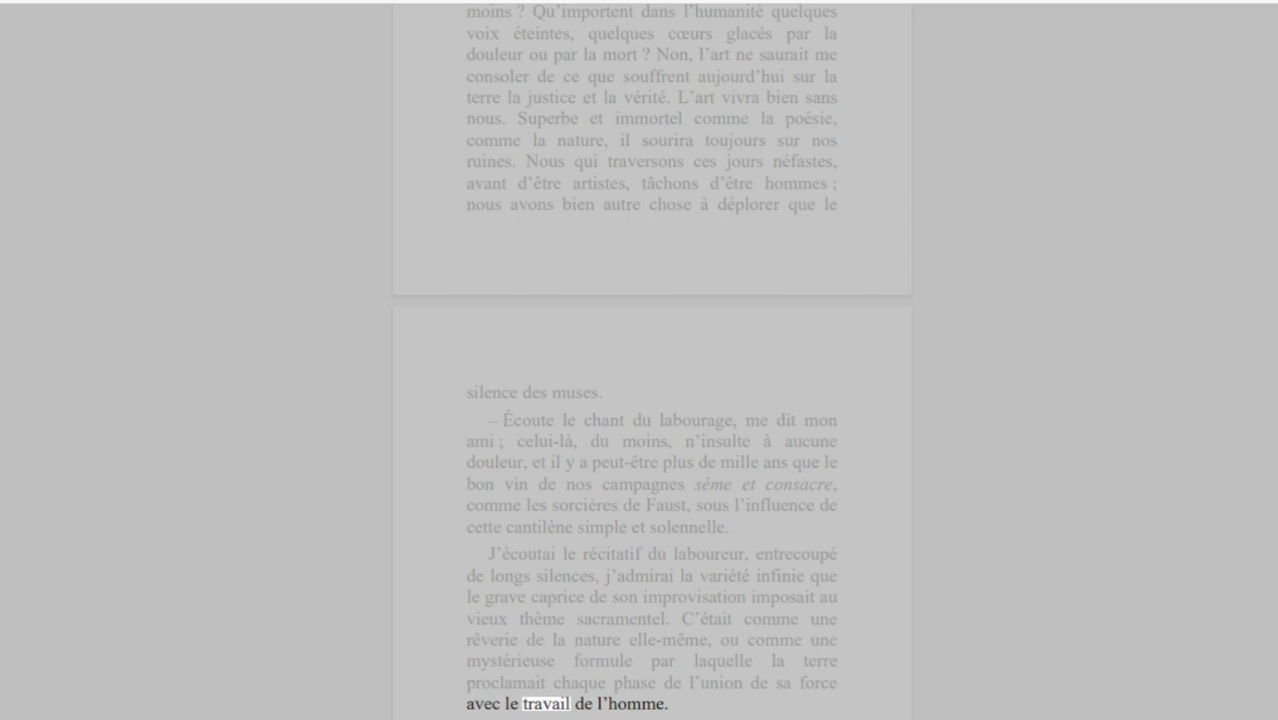 moins ? Qu’importent dans l’humanité quelques
voix éteintes, quelques cœurs glacés par la
douleur ou par la mort ? Non, l’art ne saurait me
consoler de ce que souffrent aujourd’hui sur la
terre la justice et la vérité. L’art vivra bien sans
nous. Superbe et immortel comme la poésie,
comme la nature, il sourira toujours sur nos
ruines. Nous qui traversons ces jours néfastes,
avant d’être artistes, tâchons d’être hommes ;
nous avons bien autre chose à déplorer que le
silence des muses.
– Écoute le chant du labourage, me dit mon
ami ; celui-là, du moins, n’insulte à aucune
douleur, et il y a peut-être plus de mille ans que le
bon vin de nos campagnes sème et consacre,
comme les sorcières de Faust, sous l’influence de
cette cantilène simple et solennelle.
J’écoutai le récitatif du laboureur, entrecoupé
de longs silences, j’admirai la variété infinie que
le grave caprice de son improvisation imposait au
vieux thème sacramentel. C’était comme une
rêverie de la nature elle-même, ou comme une
mystérieuse formule par laquelle la terre
proclamait chaque phase de l’union de sa force
avec le travail de l’homme.